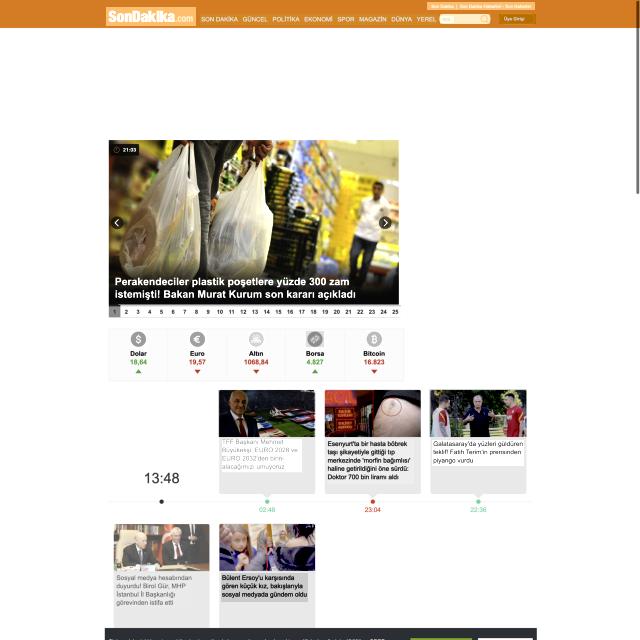 Son Dakika | Son Dakika Haberleri - Son Haberler
SonDakika.com
SON DAKİKA GÜNCEL POLİTİKA EKONOMİ SPOR MAGAZİN DÜNYA YEREL
Üye Girişi
21:03
Perakendeciler plastik poşetlere yüzde 300 zam
istemişti! Bakan Murat Kurum son kararı açıkladı
1 2 3 4 5 6 7 8 9 10 11 12 13 14 15 16 17 18 19 20 21 22 23 24 25
Dolar Euro Altın Borsa Bitcoin
18,64 19,57 1068,84 4.827 16.823
TFF Başkanı Mehmet
Büyükekşi: EURO 2028 ve
EURO 2032'den birini
alacağımızı umuyoruz
Esenyurt'ta bir hasta böbrek
taşı şikayetiyle gittiği tıp
merkezinde 'morfin bağımlısı'
haline getirildiğini öne sürdü:
Doktor 700 bin liramı aldı
Galatasaray'da yüzleri güldüren
teklif! Fatih Terim'in prensinden
piyango vurdu
13:48
02:48
23:04
22:36
Sosyal medya hesabından
duyurdu! Birol Gür, MHP
İstanbul İl Başkanlığı
görevinden istifa etti
Bülent Ersoy'u karşısında
gören küçük kız, bakışlarıyla
sosyal medyada gündem oldu